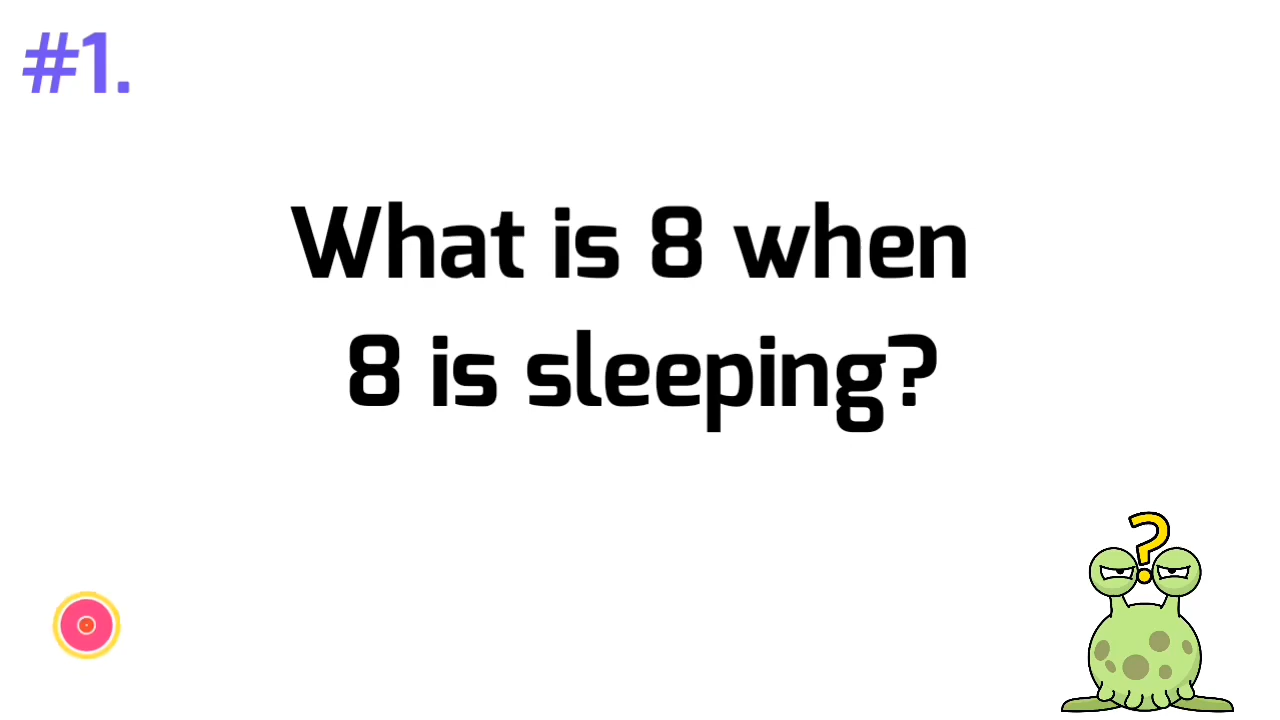 #1.
What is 8 when
8 is sleeping?
?